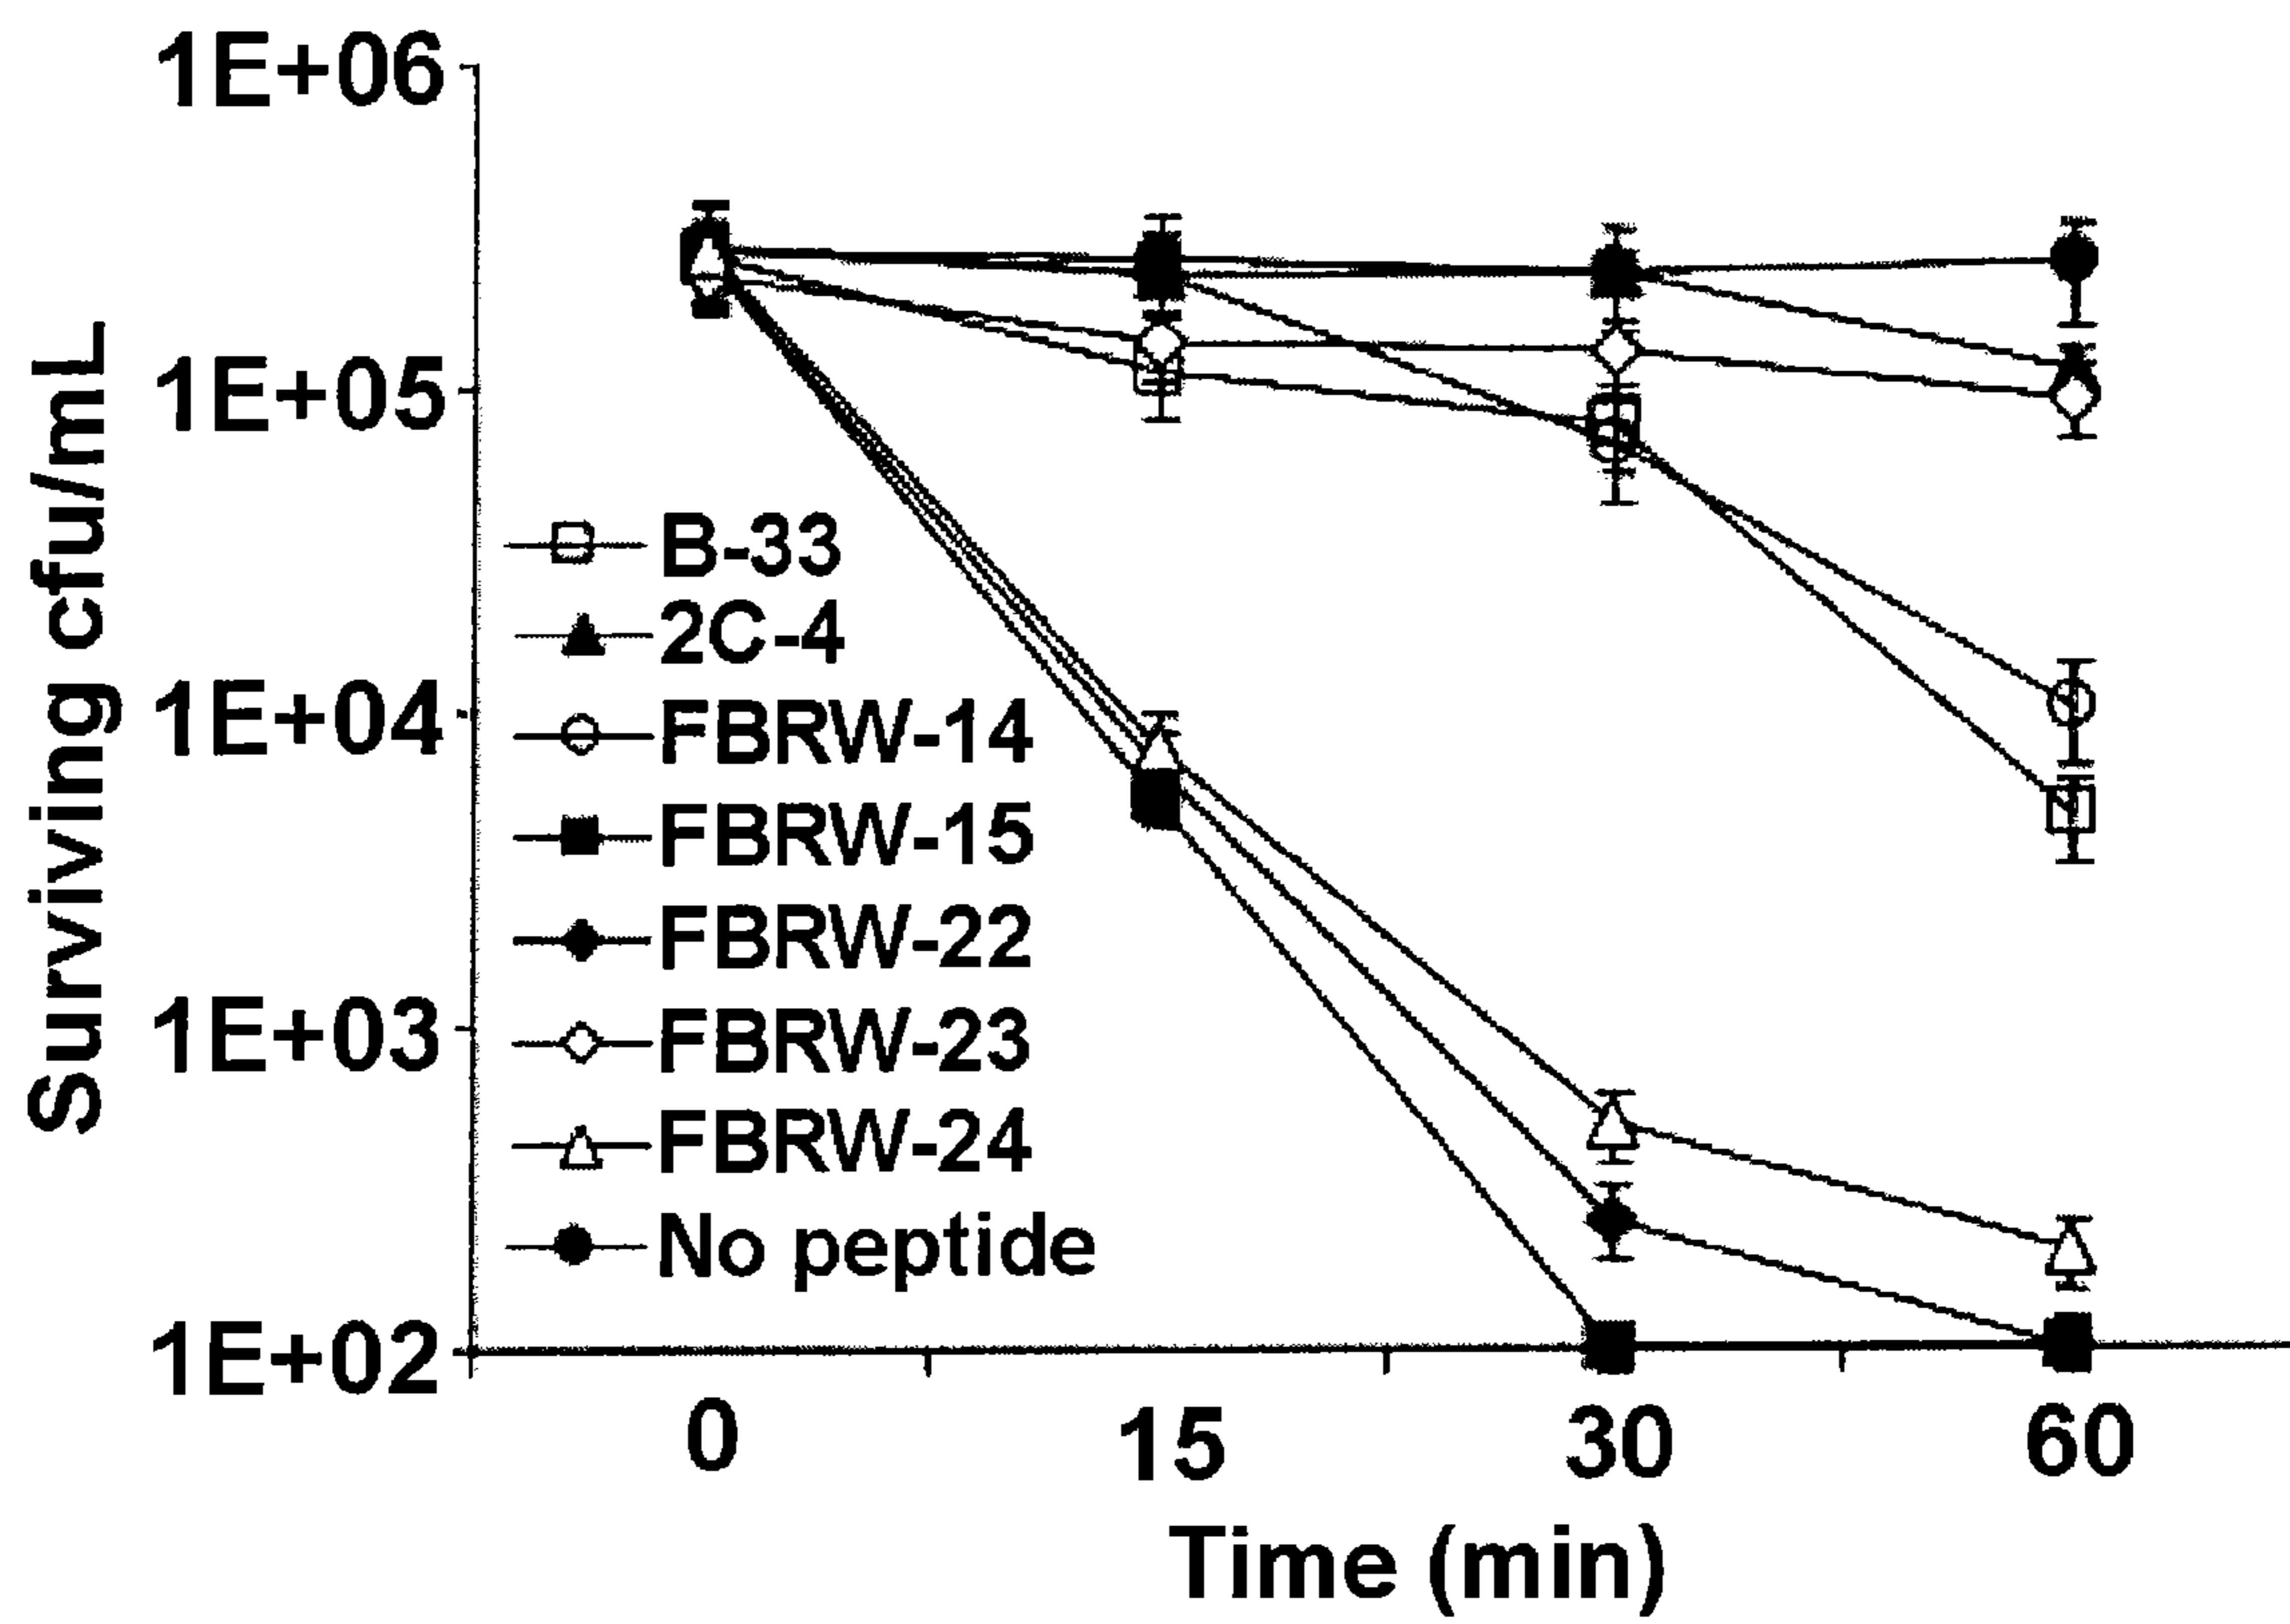 1E+06
1E+05
1E+04
1E+03
1E+02
Surviving cfu/mL
B-33
2C-4
FBRW-14
FBRW-15
FBRW-22
FBRW-23
FBRW-24
No peptide
0 15 30 60
Time (min)